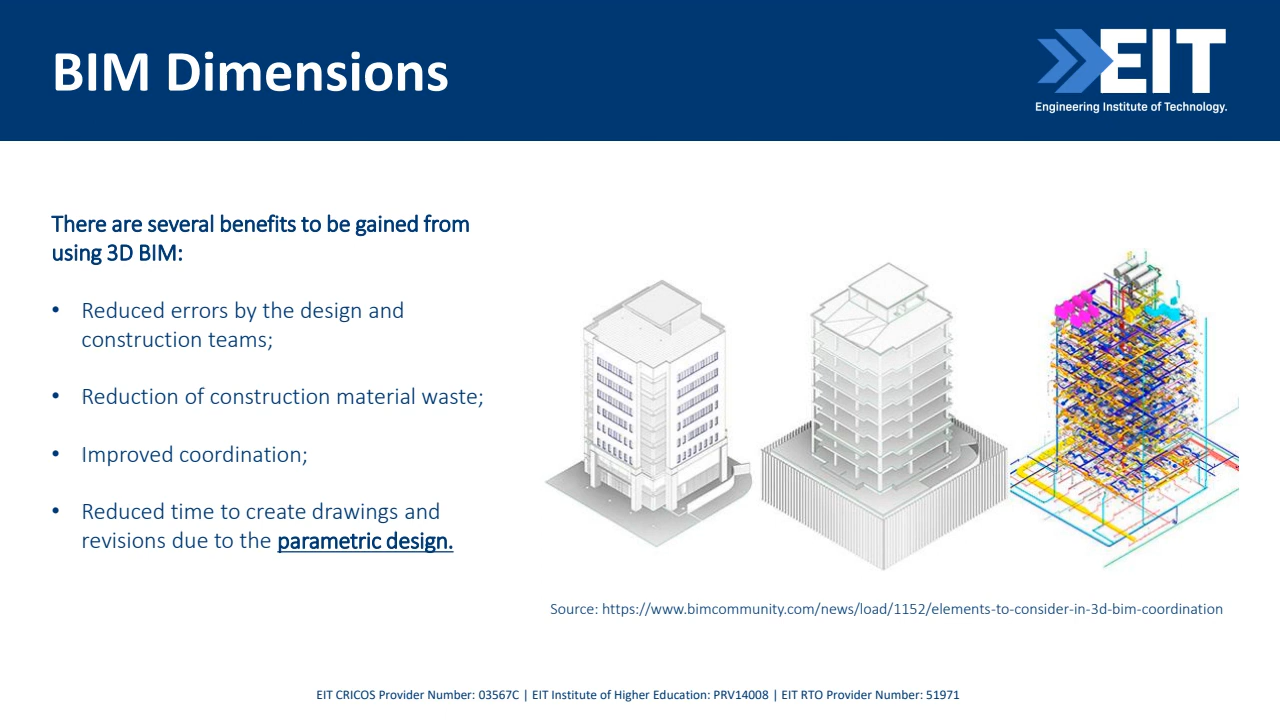 BIM Dimensions
EIT
Engineering Institute of Technology.
There are several benefits to be gained from
using 3D BIM:
• Reduced errors by the design and
construction teams;
• Reduction of construction material waste;
• Improved coordination;
• Reduced time to create drawings and
revisions due to the parametric design.
Source: https://www.bimcommunity.com/news/load/1152/elements-to-consider-in-3d-bim-coordination
EIT CRICOS Provider Number: 03567C | EIT Institute of Higher Education: PRV14008 | EIT RTO Provider Number: 51971